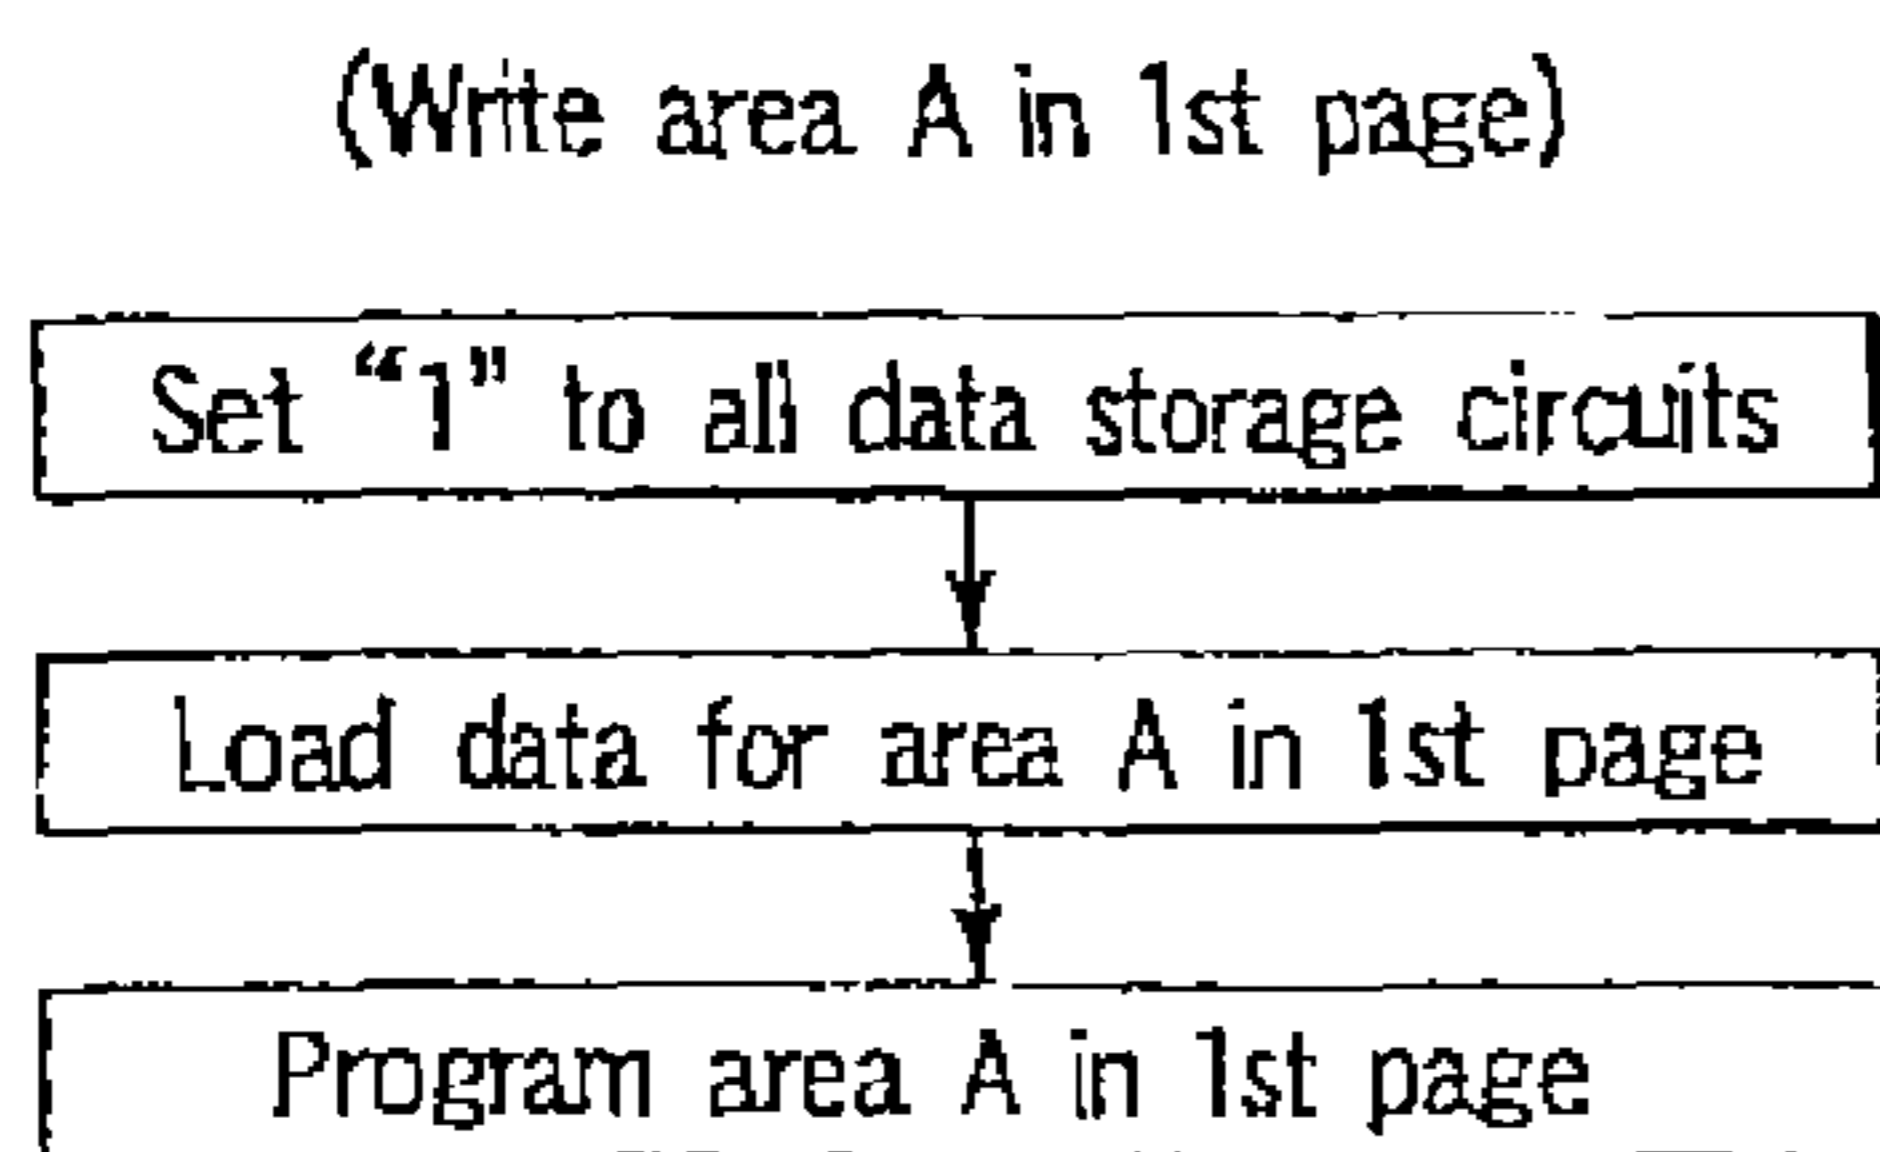 (Write area A in 1st page)
Set “1” to all data storage circuits
Load data for area A in 1st page
Program area A in 1st page